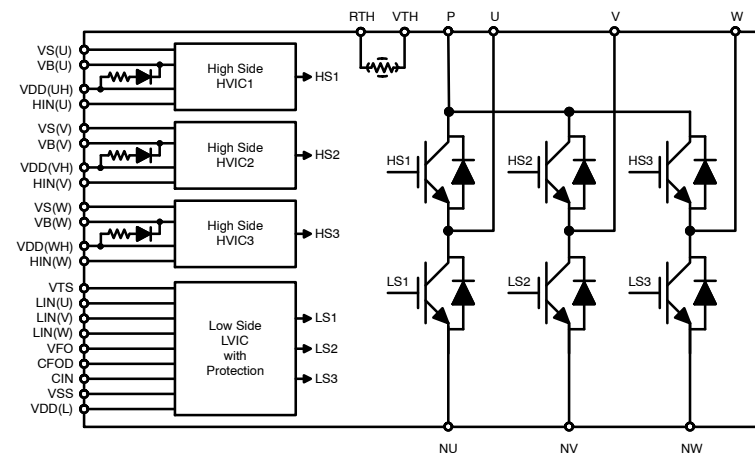 RTH VTH P U V W
VS(U)
VB(U)
VDD(UH)
HIN(U)
High Side
HVIC1
HS1
VS(V)
VB(V)
VDD(VH)
HIN(V)
High Side
HVIC2
HS2
VS(W)
VB(W)
VDD(WH)
HIN(W)
High Side
HVIC3
HS3
VTS
LIN(U)
LIN(V)
LIN(W)
VFO
CFOD
CIN
VSS
VDD(L)
Low Side
LVIC
with
Protection
LS1
LS2
LS3
HS1 HS2 HS3
LS1 LS2 LS3
NU NV NW